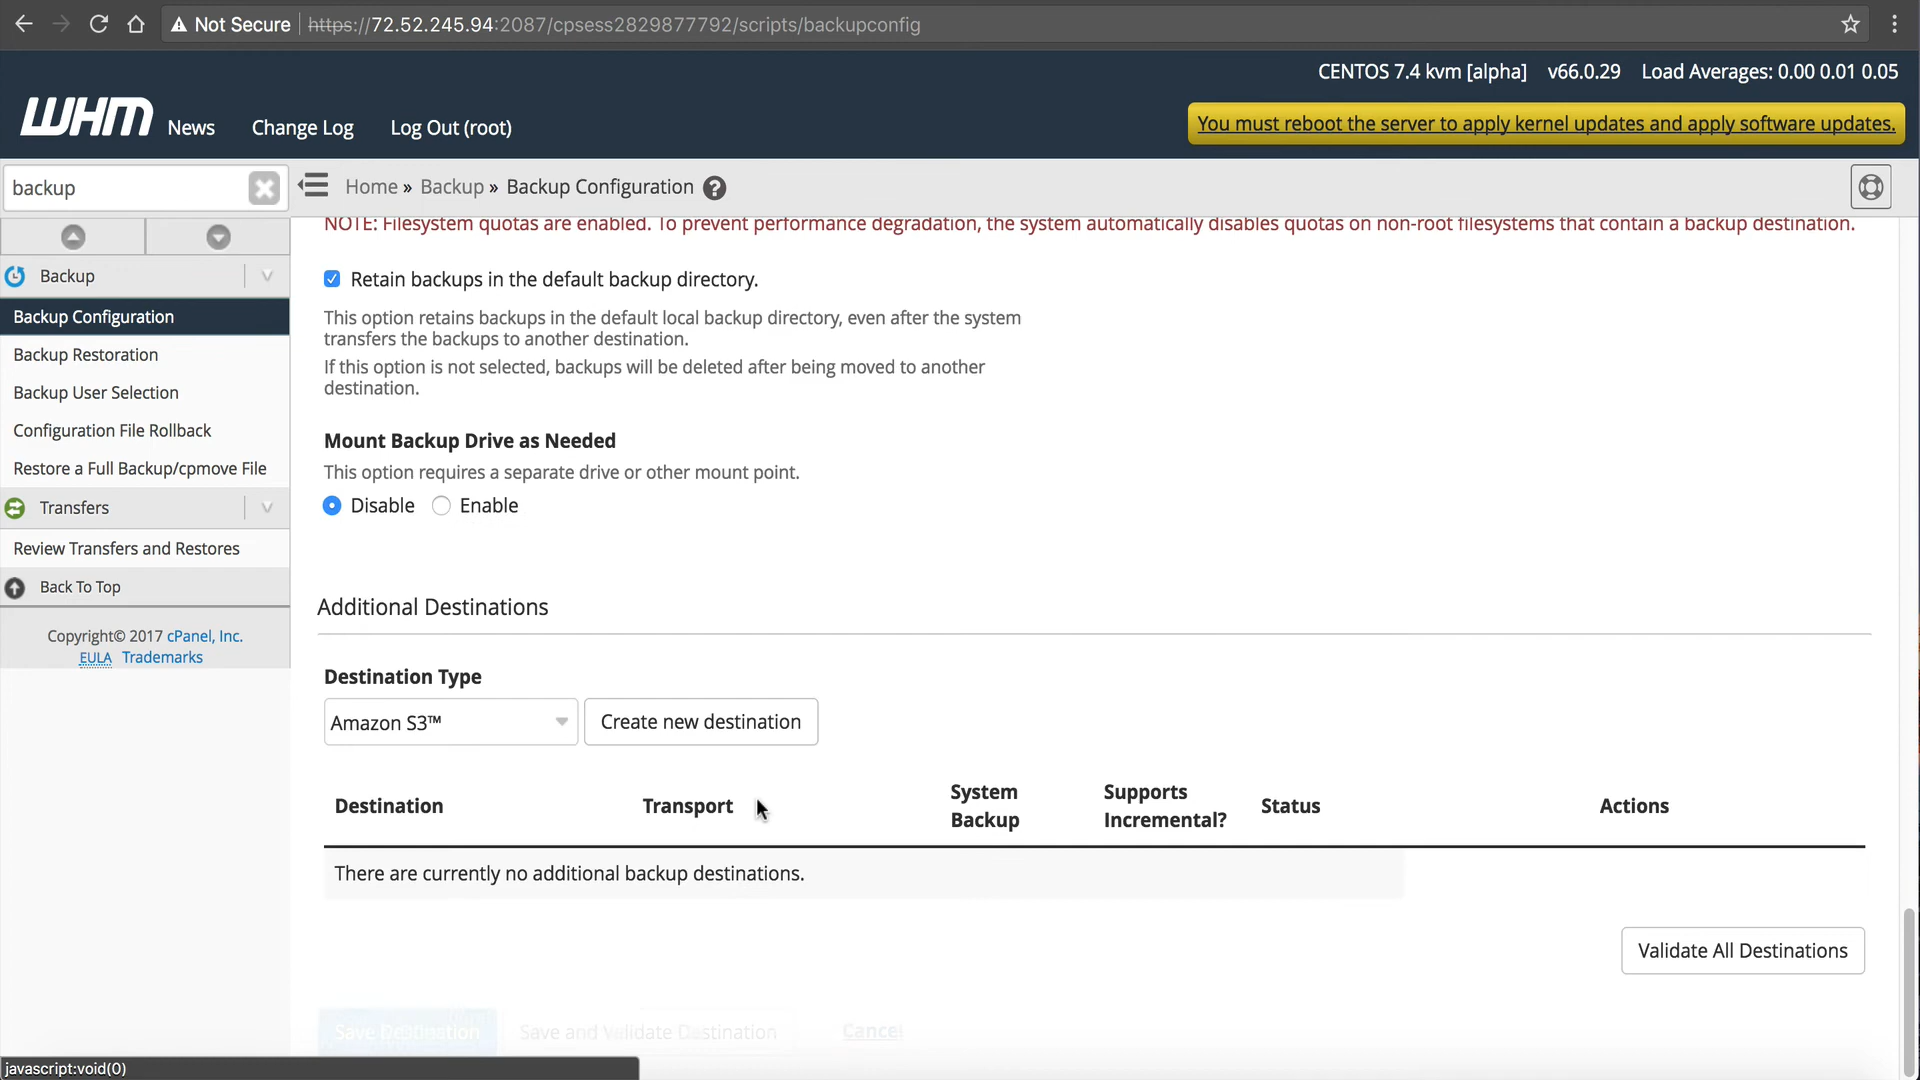 Not Secure
https://72.52.245.94:2087/cpsess2829877792/scripts/backupconfig
CENTOS 7.4 kvm [alpha] v66.0.29 Load Averages: 0.00 0.01 0.05
WHM
News
Change Log
Log Out (root)
You must reboot the server to apply kernel updates and apply software updates.
backup
Home » Backup » Backup Configuration ?
Backup
Backup Configuration
Backup Restoration
Backup User Selection
Configuration File Rollback
Restore a Full Backup/cpmove File
Transfers
Review Transfers and Restores
Back To Top
Copyright© 2017 cPanel, Inc.
EULA Trademarks
NOTE: Filesystem quotas are enabled. To prevent performance degradation, the system automatically disables quotas on non-root filesystems that contain a backup destination.
Retain backups in the default backup directory.
This option retains backups in the default local backup directory, even after the system
transfers the backups to another destination.
If this option is not selected, backups will be deleted after being moved to another
destination.
Mount Backup Drive as Needed
This option requires a separate drive or other mount point.
Disable Enable
Additional Destinations
Destination Type
Amazon S3™
Create new destination
Destination
Transport
System
Backup
Supports
Incremental?
Status
Actions
There are currently no additional backup destinations.
Validate All Destinations
Save Destination
Save and Validate Destination
Cancel
javascript:void(0)